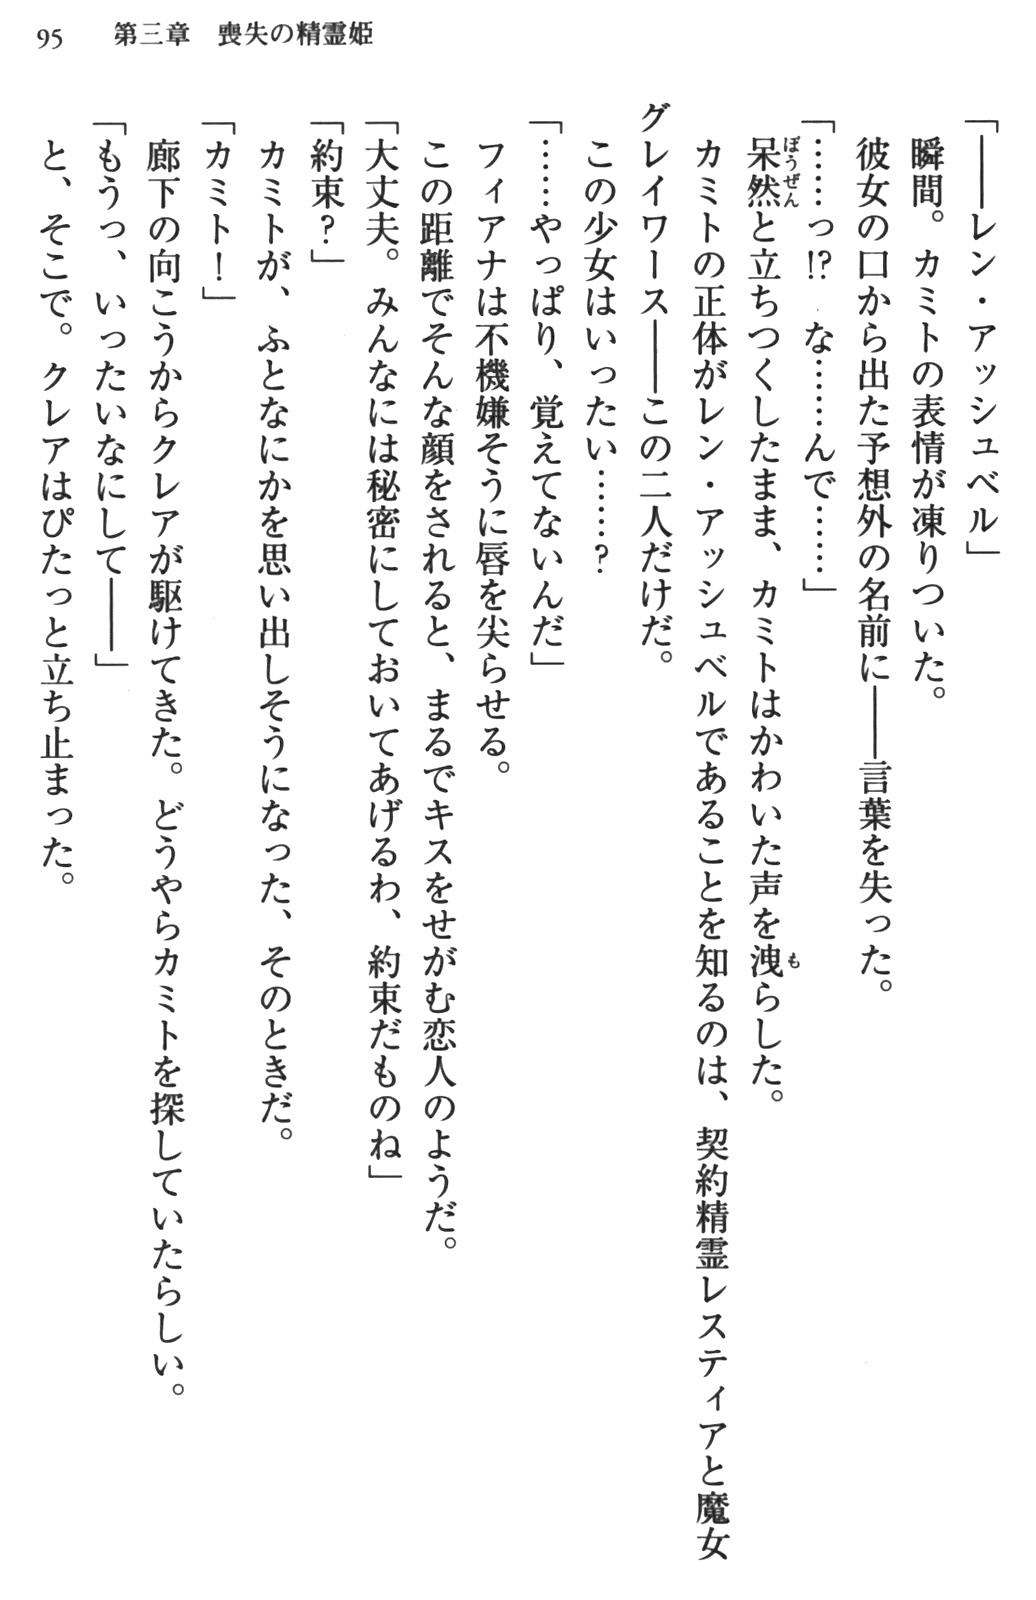 95　第三章　喪失の精霊姫
「――レン・アッシュベル」
　瞬間。カミトの表情が凍りついた。
　彼女の口から出た予想外の名前に――言葉を失った。
「……っ!?　な……んで……」
　呆然と立ちつくしたまま、カミトはかわいた声を洩らした。
　カミトの正体がレン・アッシュベルであることを知るのは、契約精霊レスティアと魔女
グレイワース――この二人だけだ。
　この少女はいったい……？
「……やっぱり、覚えてないんだ」
　フィアナは不機嫌そうに唇を尖らせる。
　この距離でそんな顔をされると、まるでキスをせがむ恋人のようだ。
「大丈夫。みんなには秘密にしておいてあげるわ、約束だものね」
「約束？」
　カミトが、ふとなにかを思い出しそうになった、そのときだ。
「カミト！」
　廊下の向こうからクレアが駆けてきた。どうやらカミトを探していたらしい。
「もうっ、いったいなにして――」
　と、そこで。クレアはぴたっと立ち止まった。